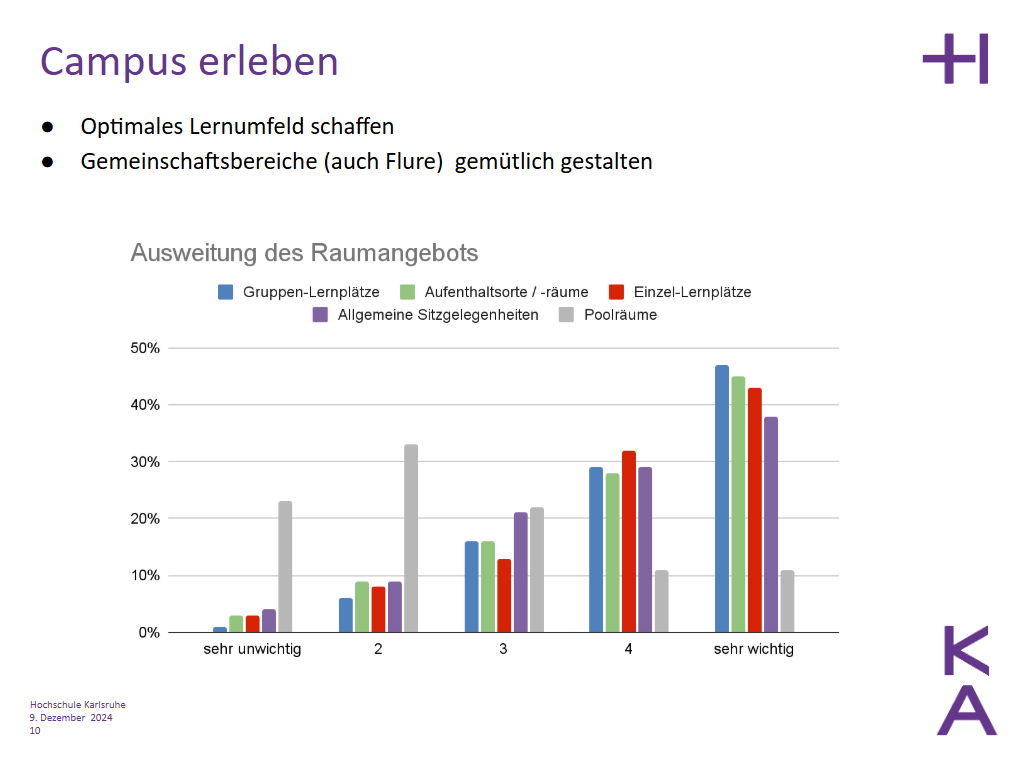 Campus erleben
● Optimales Lernumfeld schaffen
● Gemeinschaftsbereiche (auch Flure)  gemütlich gestalten
Ausweitung des Raumangebots
Gruppen-Lernplätze Aufenthaltsorte / -räume Einzel-Lernplätze
Allgemeine Sitzgelegenheiten Poolräume
50%
40%
30%
20%
10%
0%
sehr unwichtig 2 3 4 sehr wichtig
Hochschule Karlsruhe
9. Dezember  2024
10
H
K
A